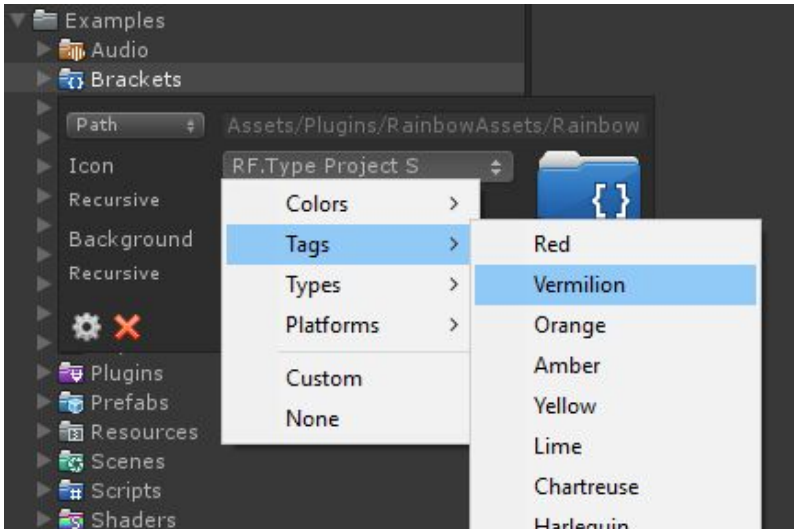 Examples
Audio
Brackets
Path
Assets/Plugins/RainbowAssets/Rainbow
Icon
RF.Type Project S
Recursive
Background
Recursive
{}
Colors
Tags
Types
Platforms
Custom
None
Red
Vermilion
Orange
Amber
Yellow
Lime
Chartreuse
Harlequin
Plugins
Prefabs
Resources
Scenes
Scripts
Shaders